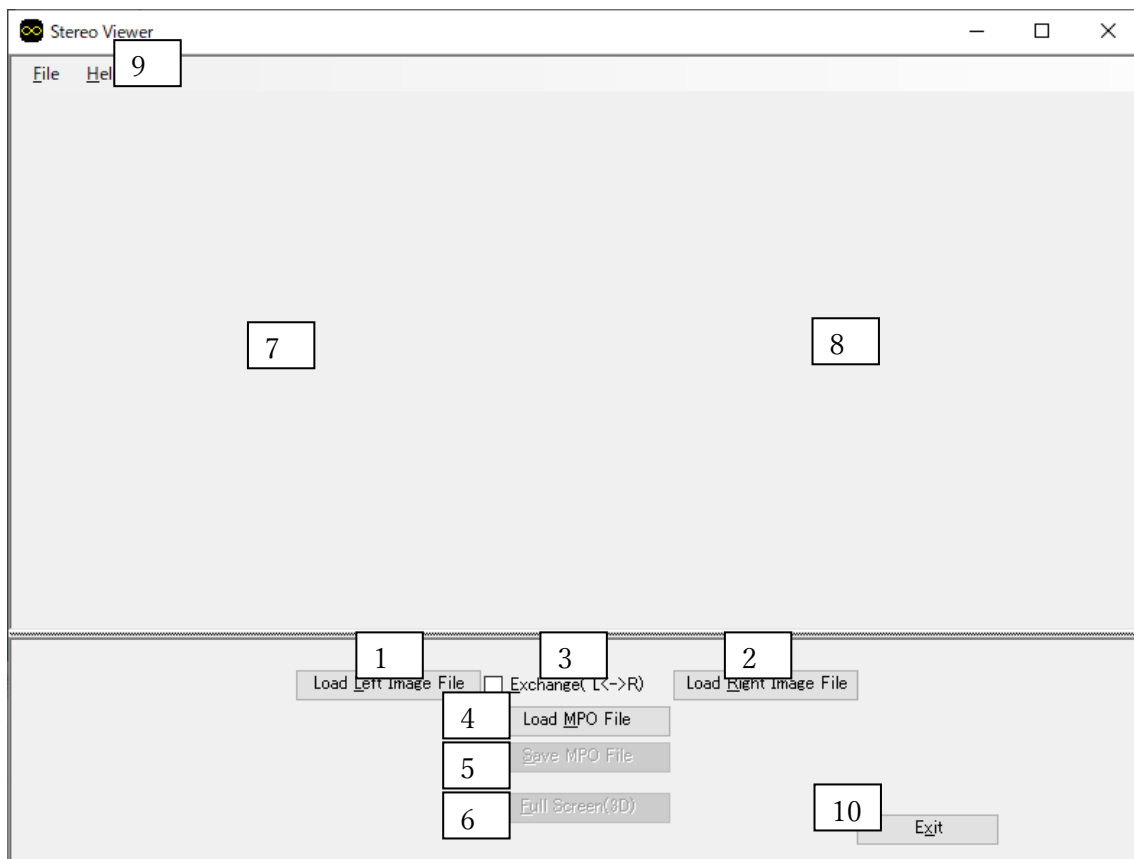 Stereo Viewer
9
File Hel
7
8
1
3
2
Load Left Image File Exchange( L<->R) Load Right Image File
4
Load MPO File
5
Save MPO File
6
Full Screen(3D)
10
Exit